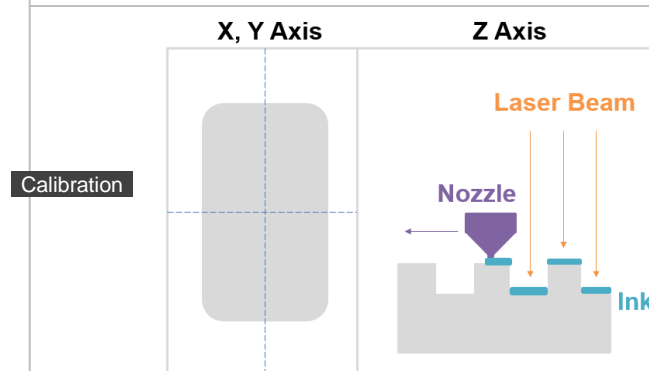 X, Y Axis
Z Axis
Laser Beam
Calibration
Nozzle
Ink